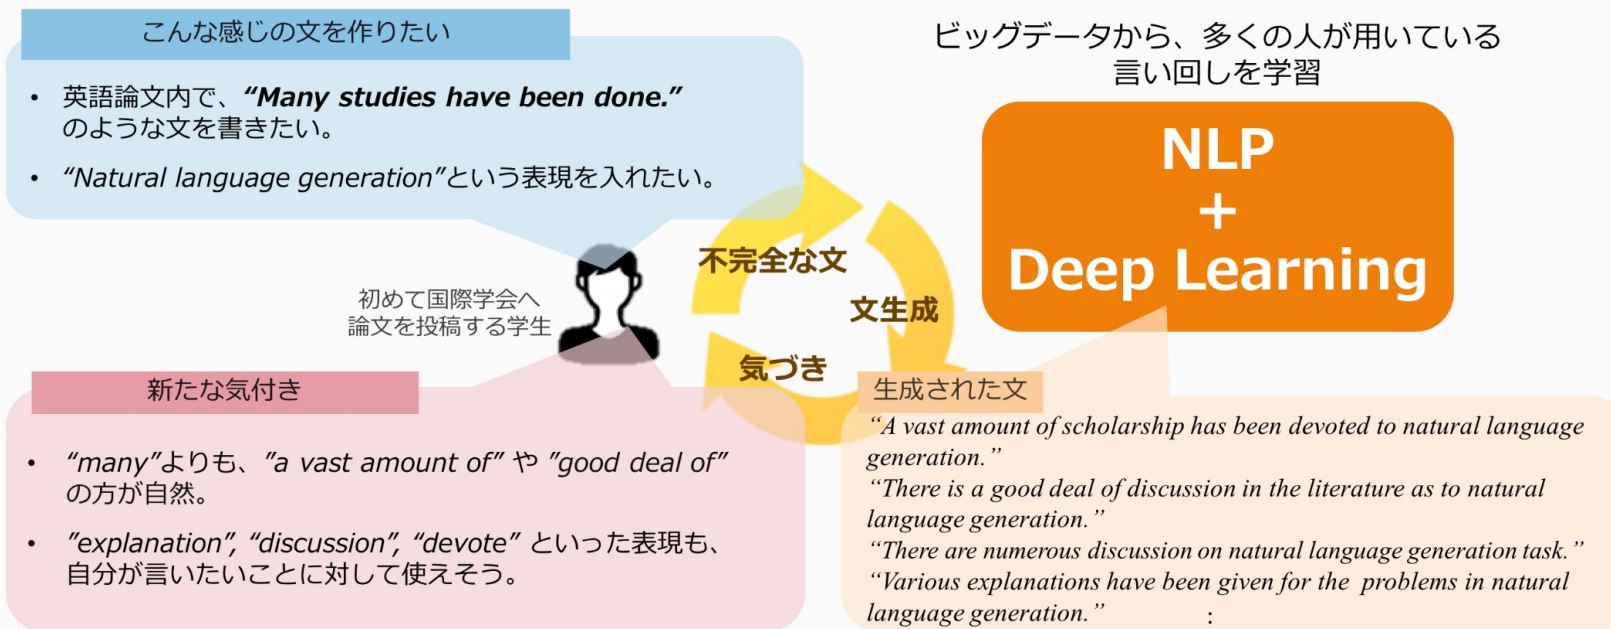 こんな感じの文を作りたい
• 英語論文内で、“Many studies have been done.”
のような文を書きたい。
• “Natural language generation”という表現を入れたい。
ビッグデータから、多くの人が用いている
言い回しを学習
NLP
+
Deep Learning
不完全な文
文生成
気づき
初めて国際学会へ
論文を投稿する学生
新たな気付き
• “many”よりも、”a vast amount of” や ”good deal of”
の方が自然。
• ”explanation”, “discussion”, “devote” といった表現も、
自分が言いたいことに対して使えそう。
生成された文
“A vast amount of scholarship has been devoted to natural language
generation.”
“There is a good deal of discussion in the literature as to natural
language generation.”
“There are numerous discussion on natural language generation task.”
“Various explanations have been given for the problems in natural
language generation.” :